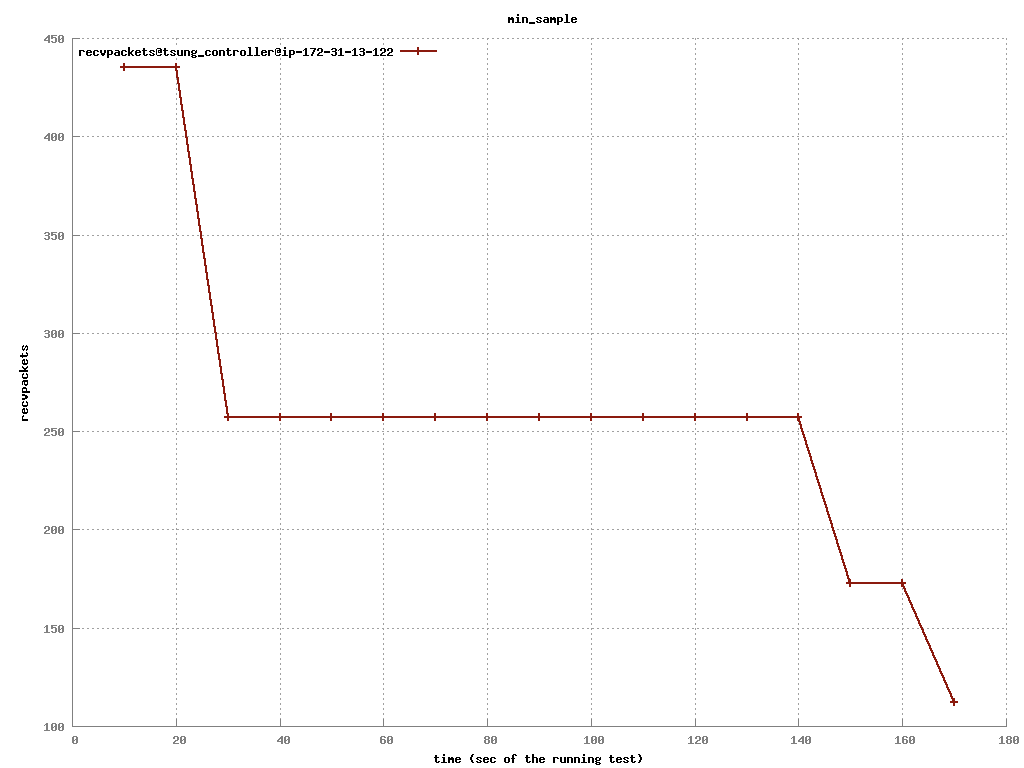 min_sample
450
recvpackets@tsung_controller@ip-172-31-13-122
400
350
300
recvpackets
250
200
150
100
0 20 40 60 80 100 120 140 160 180
time (sec of the running test)